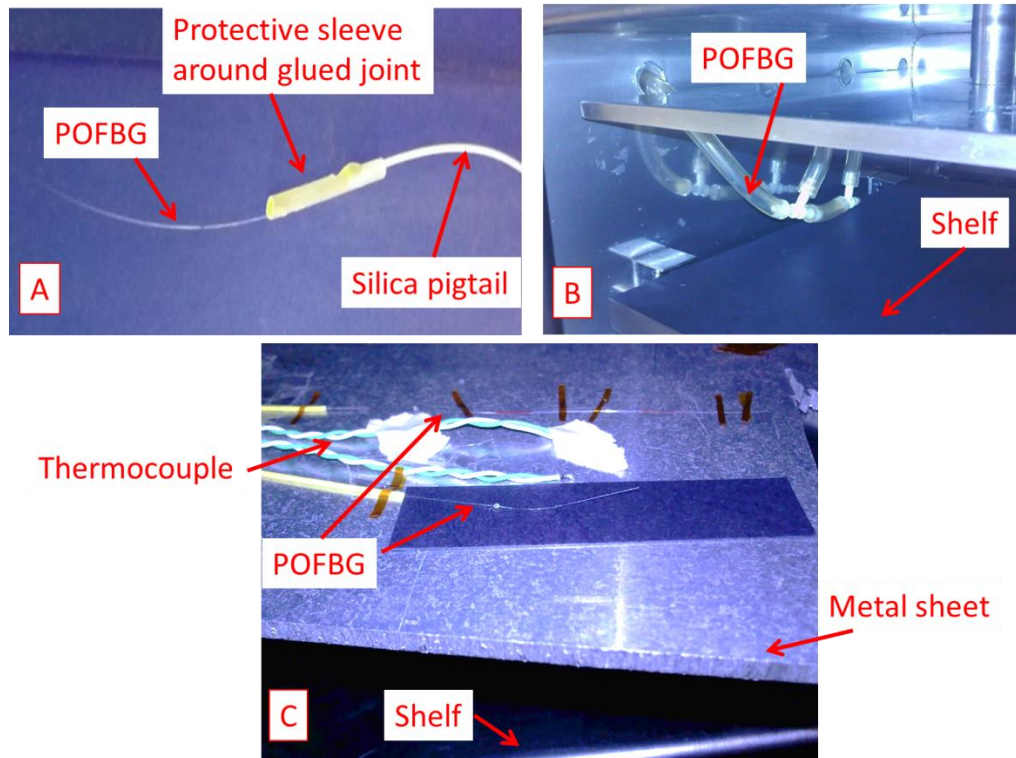 Protective sleeve
around glued joint
POFBG
Silica pigtail
A
POFBG
Shelf
B
Thermocouple
POFBG
Metal sheet
Shelf
C